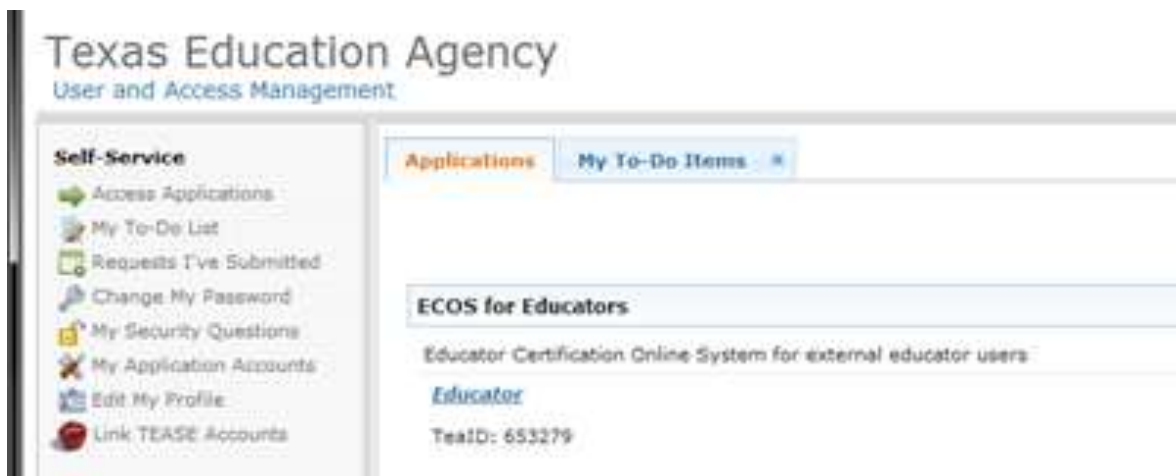 Texas Education Agency
User and Access Management
Self-Service
Access Applications
My To-Do List
Requests I've Submitted
Change My Password
My Security Questions
My Application Accounts
Edit My Profile
Link TEASE Accounts
Applications
My To-Do Items
ECOS for Educators
Educator Certification Online System for external educator users
Educator
TeaID: 653279